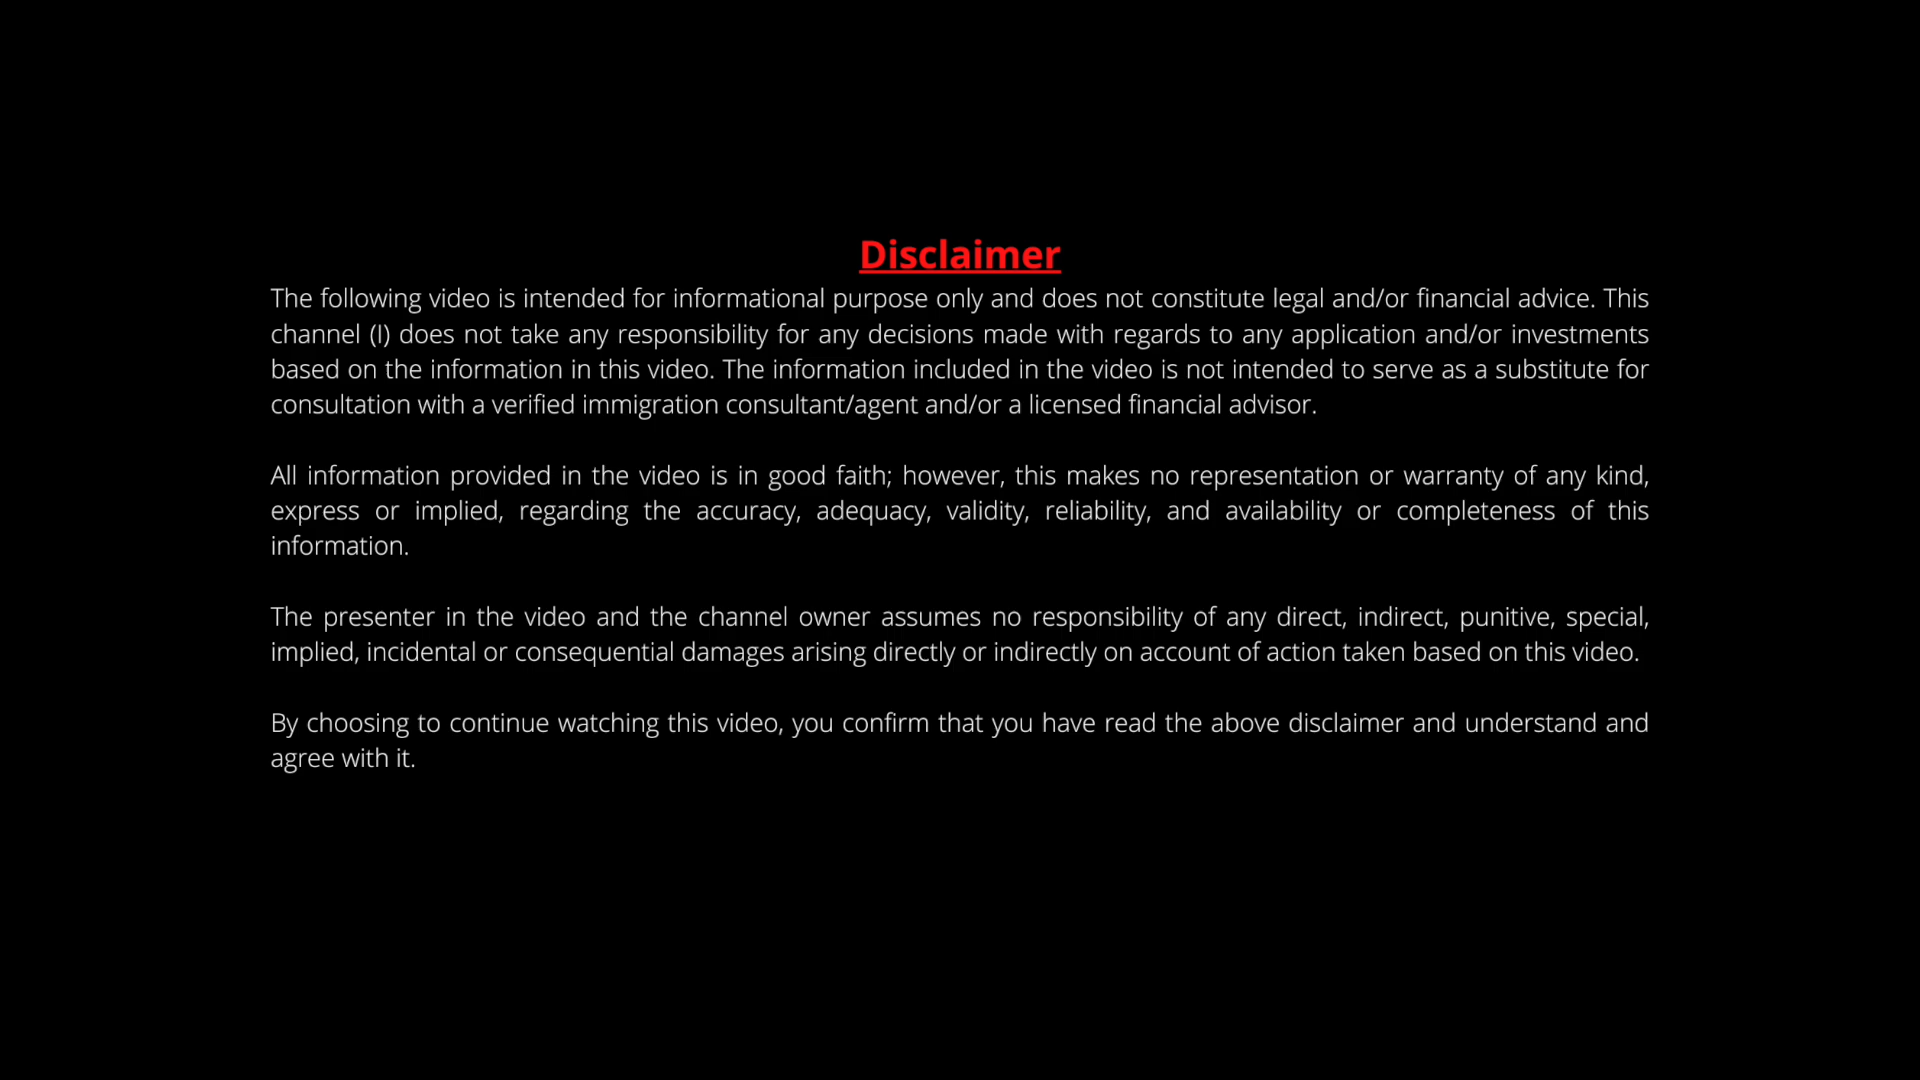 Disclaimer
The following video is intended for informational purpose only and does not constitute legal and/or financial advice. This
channel (I) does not take any responsibility for any decisions made with regards to any application and/or investments
based on the information in this video. The information included in the video is not intended to serve as a substitute for
consultation with a verified immigration consultant/agent and/or a licensed financial advisor.
All information provided in the video is in good faith; however, this makes no representation or warranty of any kind,
express or implied, regarding the accuracy, adequacy, validity, reliability, and availability or completeness of this
information.
The presenter in the video and the channel owner assumes no responsibility of any direct, indirect, punitive, special,
implied, incidental or consequential damages arising directly or indirectly on account of action taken based on this video.
By choosing to continue watching this video, you confirm that you have read the above disclaimer and understand and
agree with it.